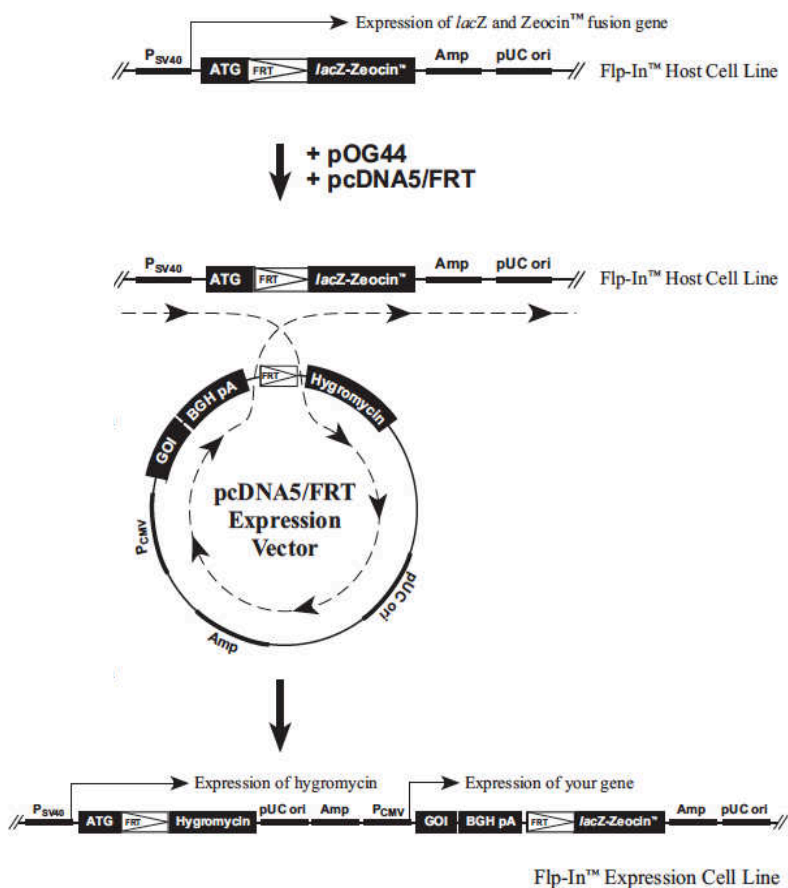 Expression of lacZ and Zeocin™ fusion gene
PSV40
ATG
FRT
lacZ-Zeocin™
Amp
pUC ori
Flp-In™ Host Cell Line
+ pOG44
+ pcDNA5/FRT
PSV40
ATG
FRT
lacZ-Zeocin™
Amp
pUC ori
Flp-In™ Host Cell Line
FRT
BGH pA
Hygromycin
GOI
pcDNA5/FRT
Expression
Vector
PCMV
pUC ori
Amp
Expression of hygromycin
Expression of your gene
PSV40
ATG
FRT
Hygromycin
pUC ori
Amp
PCMV
GOI
BGH pA
FRT
lacZ-Zeocin™
Amp
pUC ori
Flp-In™ Expression Cell Line